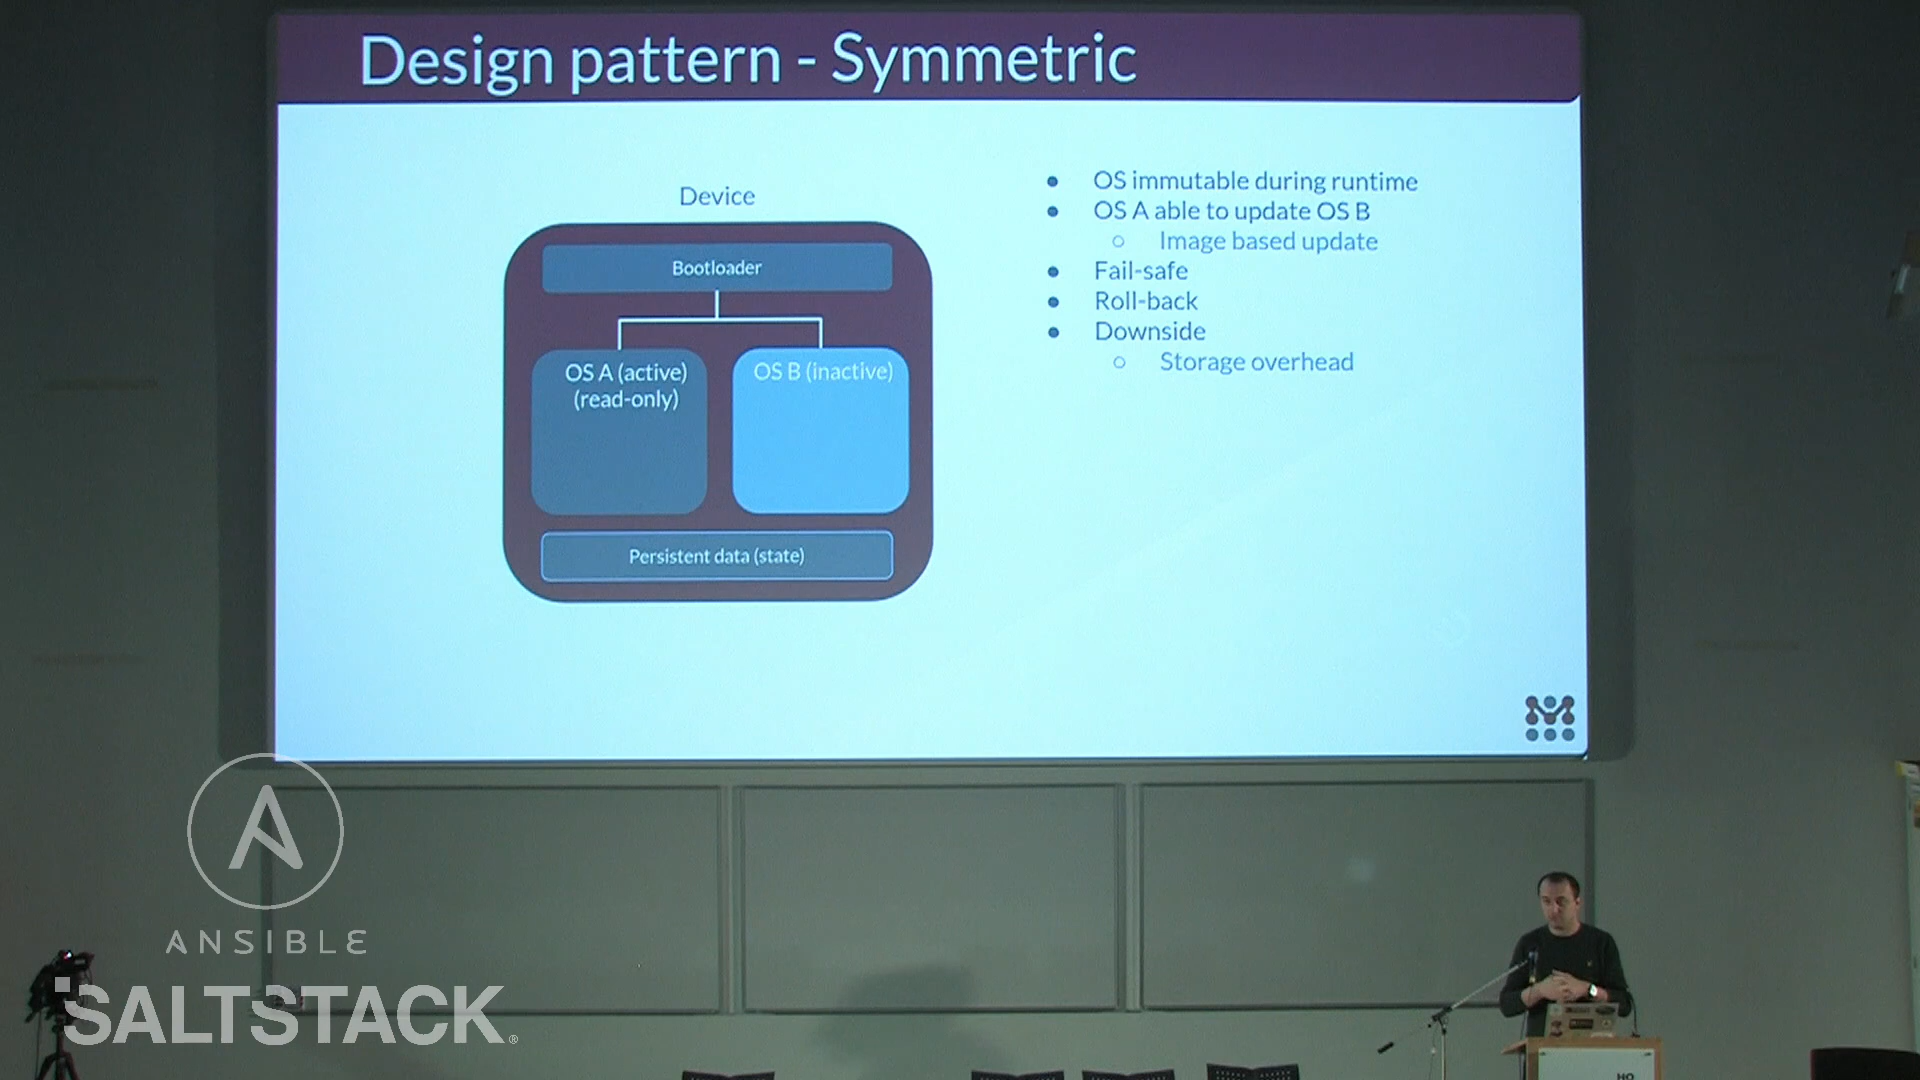 Design pattern - Symmetric
Device
Bootloader
OS A (active)
(read-only)
OS B (inactive)
Persistent data (state)
OS immutable during runtime
OS A able to update OS B
Image based update
Fail-safe
Roll-back
Downside
Storage overhead
ANSIBLE
SALTSTACK®
HQ